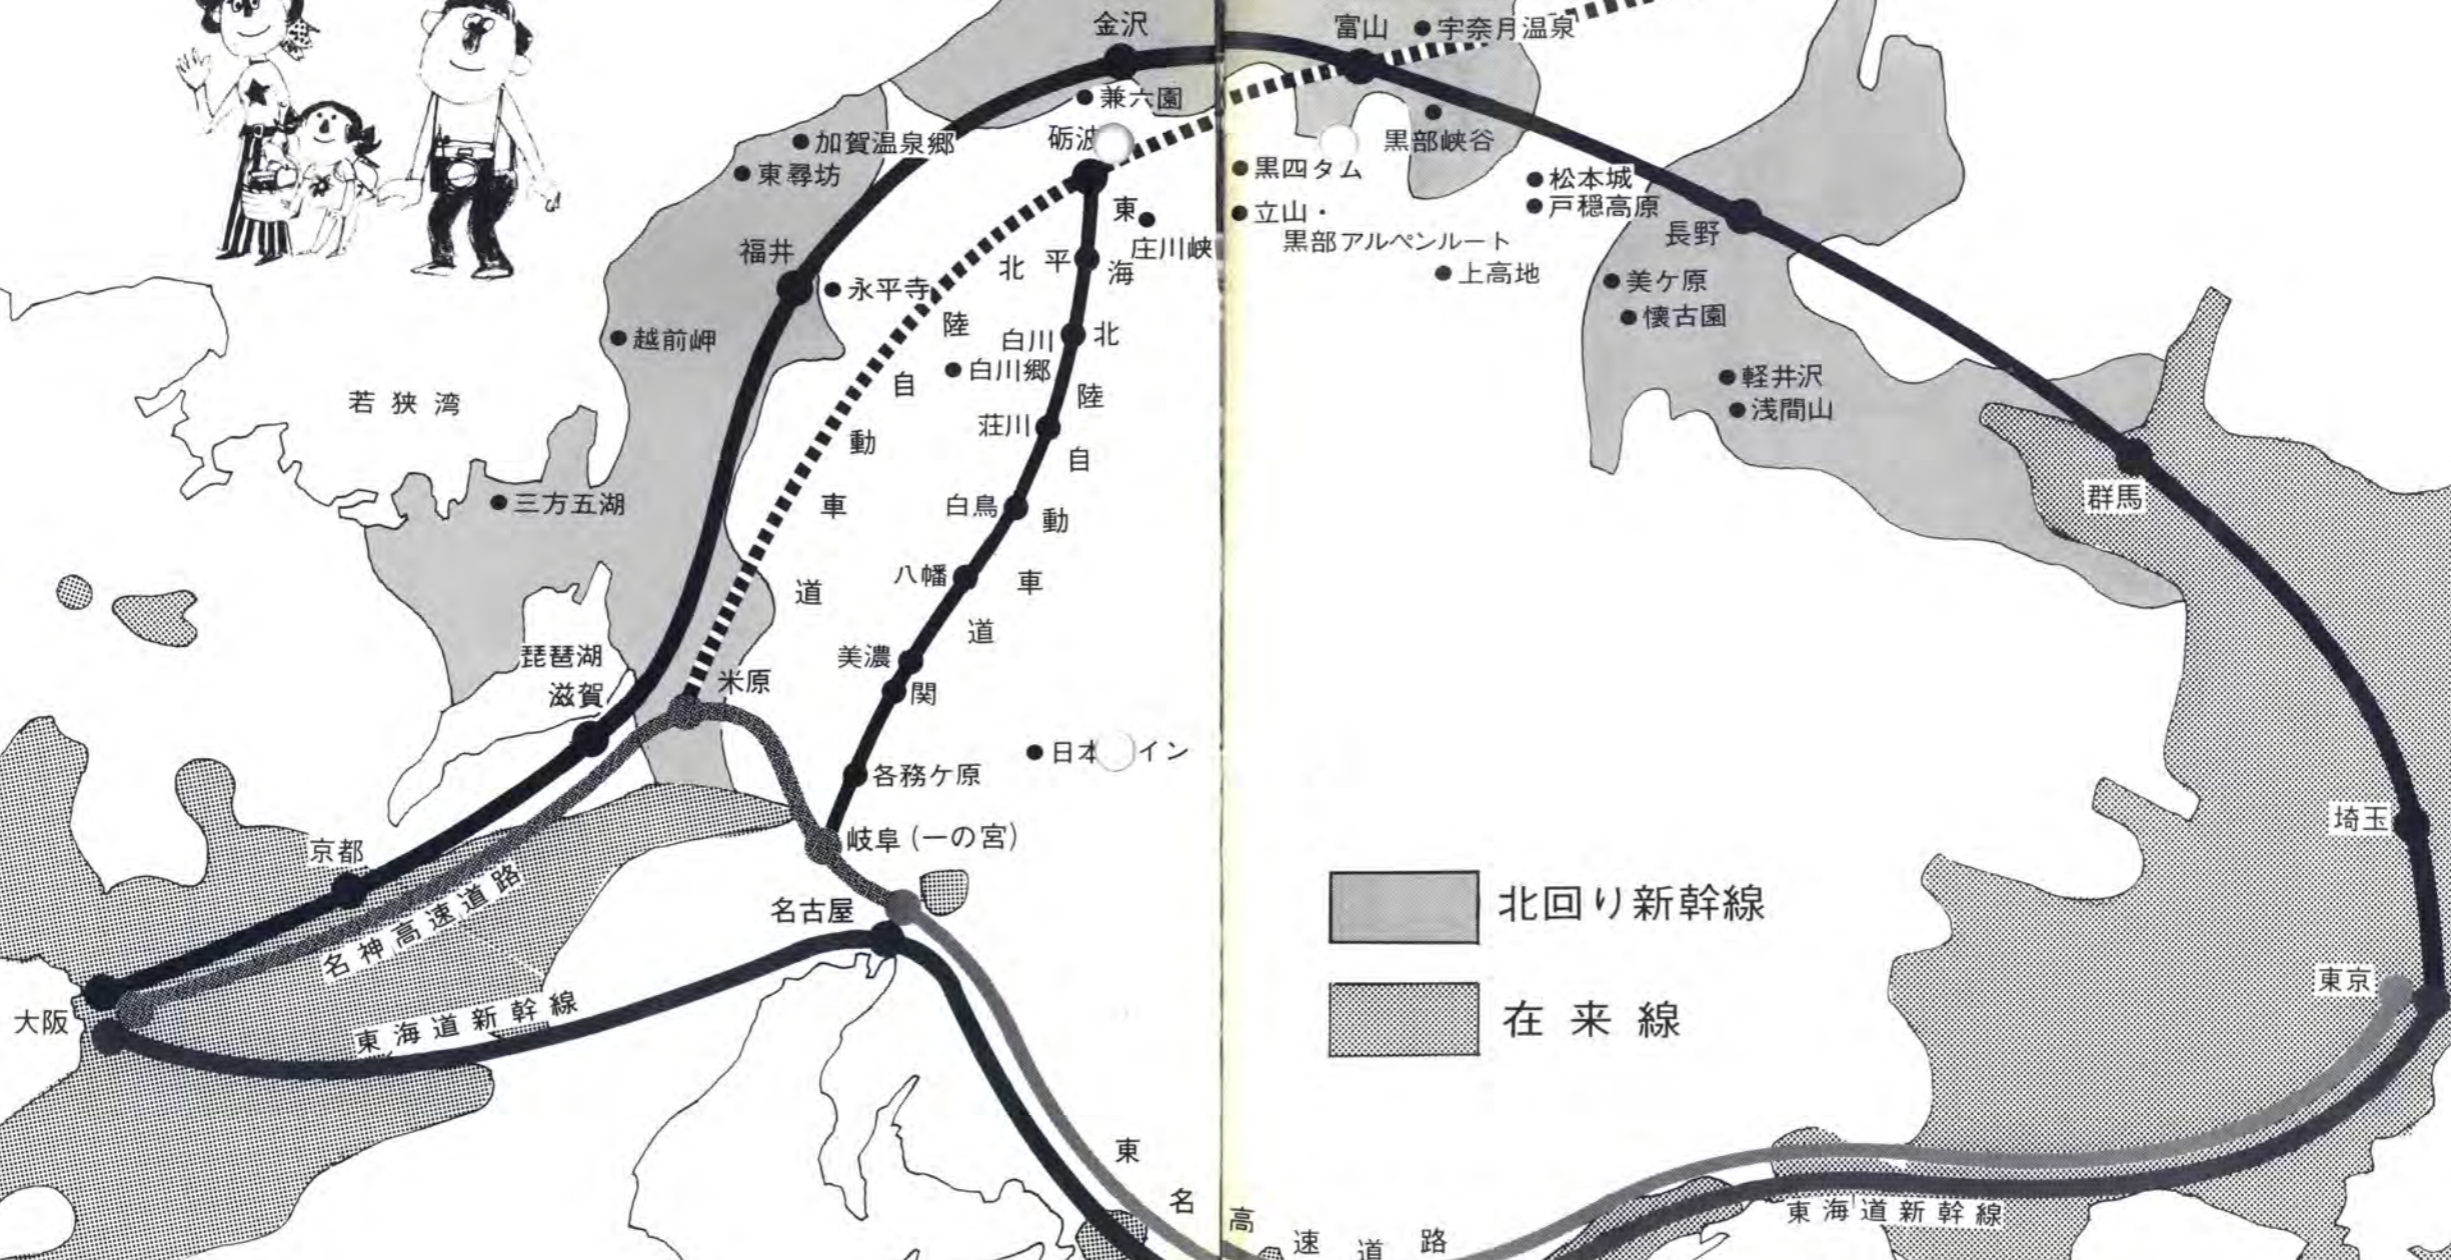 金沢
富山
宇奈月温泉
兼六園
加賀温泉郷
砺波
黒部峡谷
東尋坊
黒四タム
松本城
戸穏高原
立山・
黒部アルペンルート
長野
庄川峡
福井
永平寺
平
上高地
美ケ原
懐古園
越前岬
白川
白川郷
軽井沢
浅間山
若狭湾
荘川
北陸自動車道
東海北陸自動車道
三方五湖
白鳥
群馬
八幡
琵琶湖
滋賀
米原
美濃
関
各務ケ原
岐阜(一の宮)
埼玉
京都
名古屋
名神高速道路
北回り新幹線
在来線
東京
大阪
東海道新幹線
東名高速道路
東海道新幹線